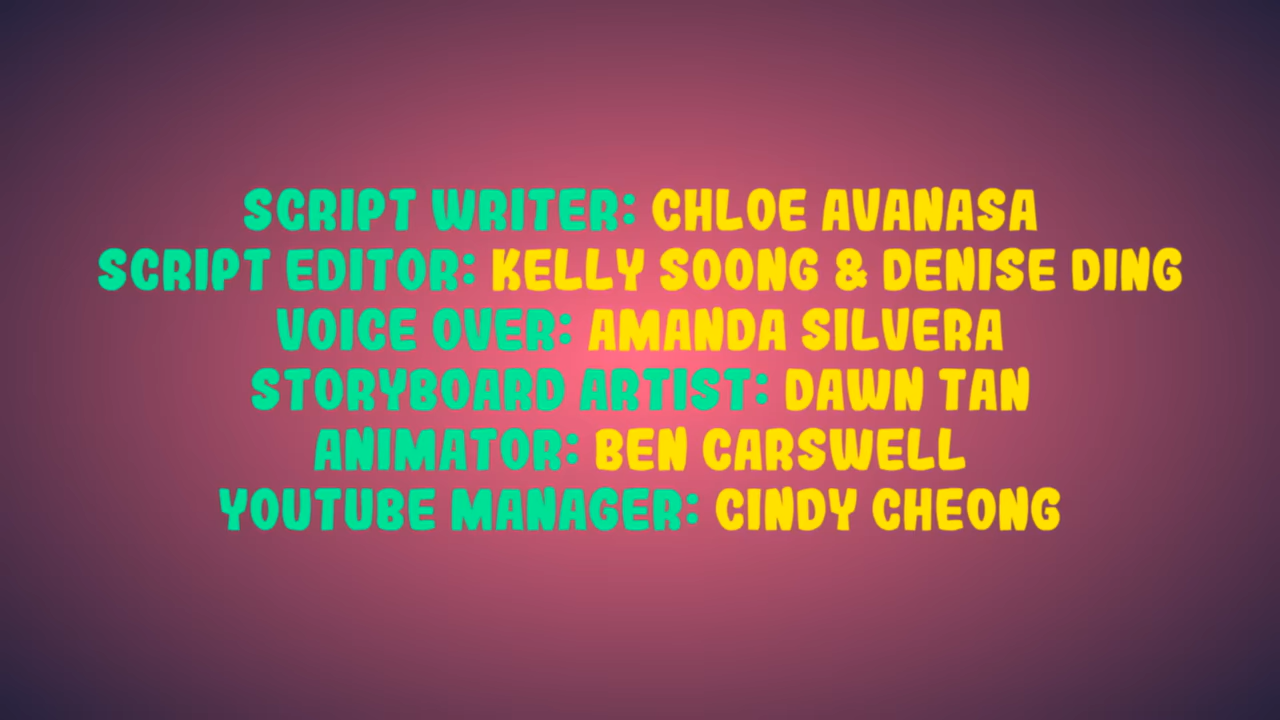 SCRIPT WRITER: CHLOE AVANASA
SCRIPT EDITOR: KELLY SOONG & DENISE DING
VOICE OVER: AMANDA SILVERA
STORYBOARD ARTIST: DAWN TAN
ANIMATOR: BEN CARSWELL
YOUTUBE MANAGER: CINDY CHEONG